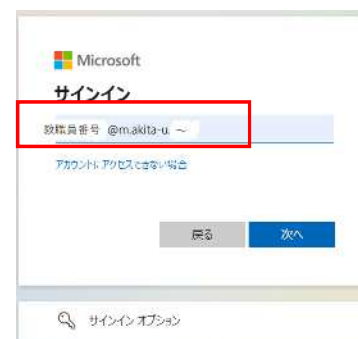 Microsoft
サインイン
教職員番号 @m.akita-u. ～
アカウントにアクセスできない場合
戻る
次へ
サインイン オプション